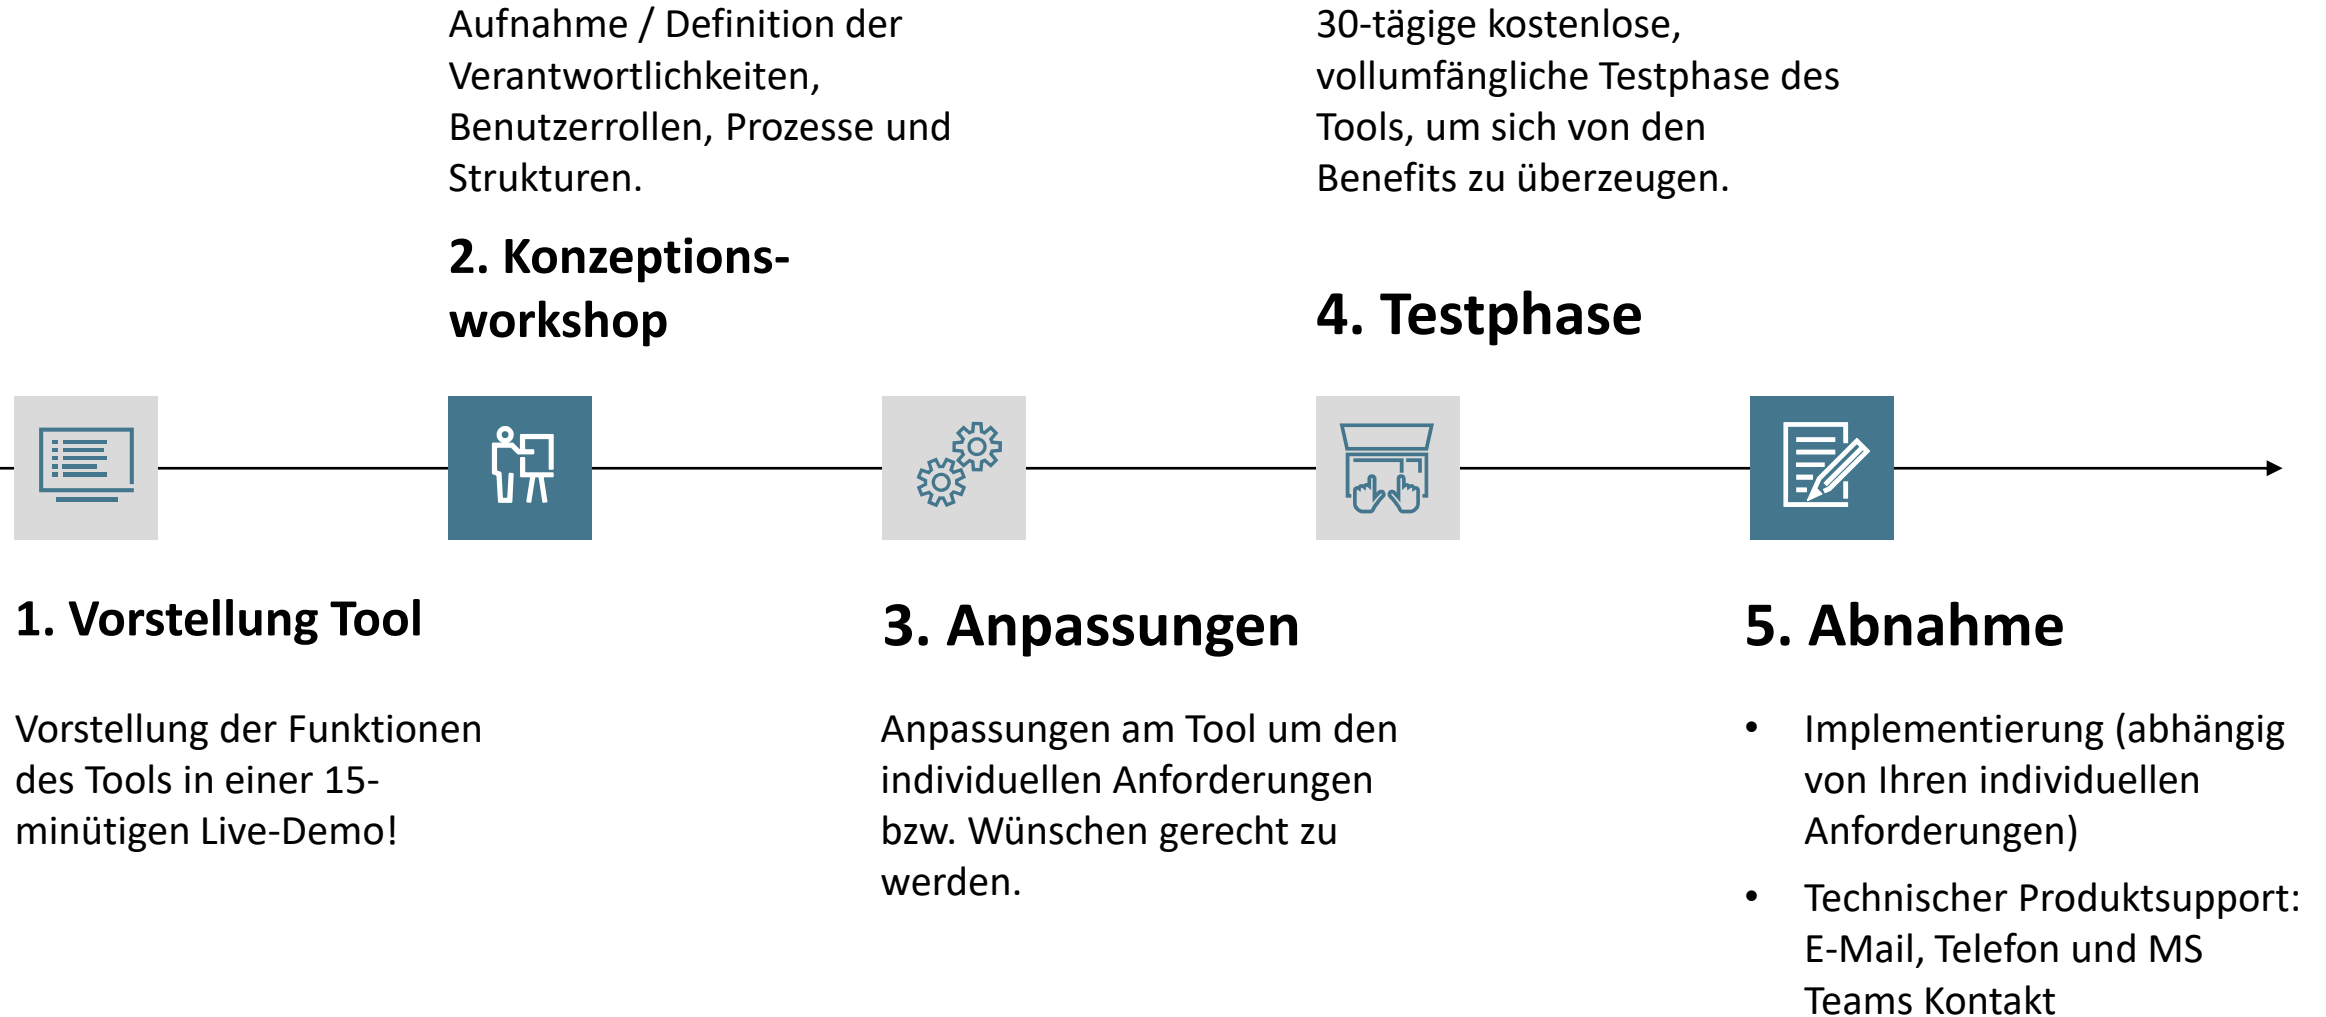 1. Vorstellung Tool
Vorstellung der Funktionen
des Tools in einer 15-
minütigen Live-Demo!
Aufnahme / Definition der
Verantwortlichkeiten,
Benutzerrollen, Prozesse und
Strukturen.
2. Konzeptions-
workshop
3. Anpassungen
Anpassungen am Tool um den
individuellen Anforderungen
bzw. Wünschen gerecht zu
werden.
30-tägige kostenlose,
vollumfängliche Testphase des
Tools, um sich von den
Benefits zu überzeugen.
4. Testphase
5. Abnahme
• Implementierung (abhängig
von Ihren individuellen
Anforderungen)
• Technischer Produktsupport:
E-Mail, Telefon und MS
Teams Kontakt